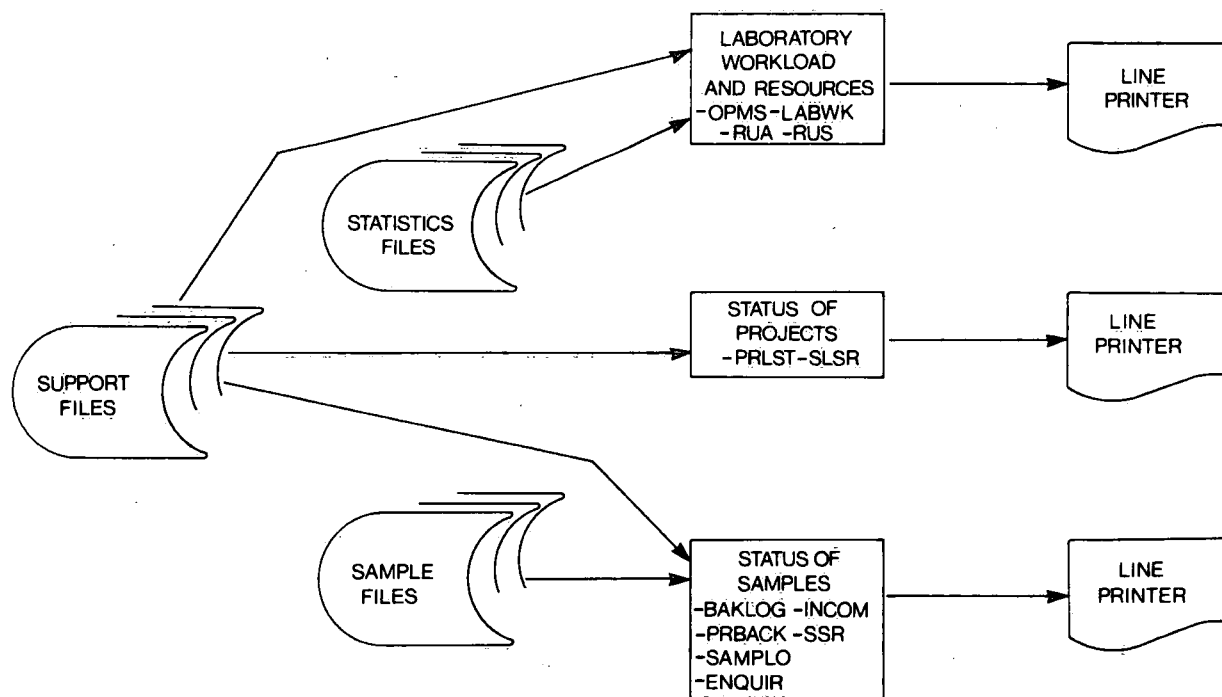 LABORATORY
WORKLOAD
AND RESOURCES
-OPMS -LABWK
-RUA -RUS
LINE
PRINTER
STATISTICS
FILES
STATUS OF
PROJECTS
-PRLST -SLSR
LINE
PRINTER
SUPPORT
FILES
SAMPLE
FILES
STATUS OF
SAMPLES
-BAKLOG -INCOM
-PRBACK -SSR
-SAMPLO
-ENQUIR
LINE
PRINTER